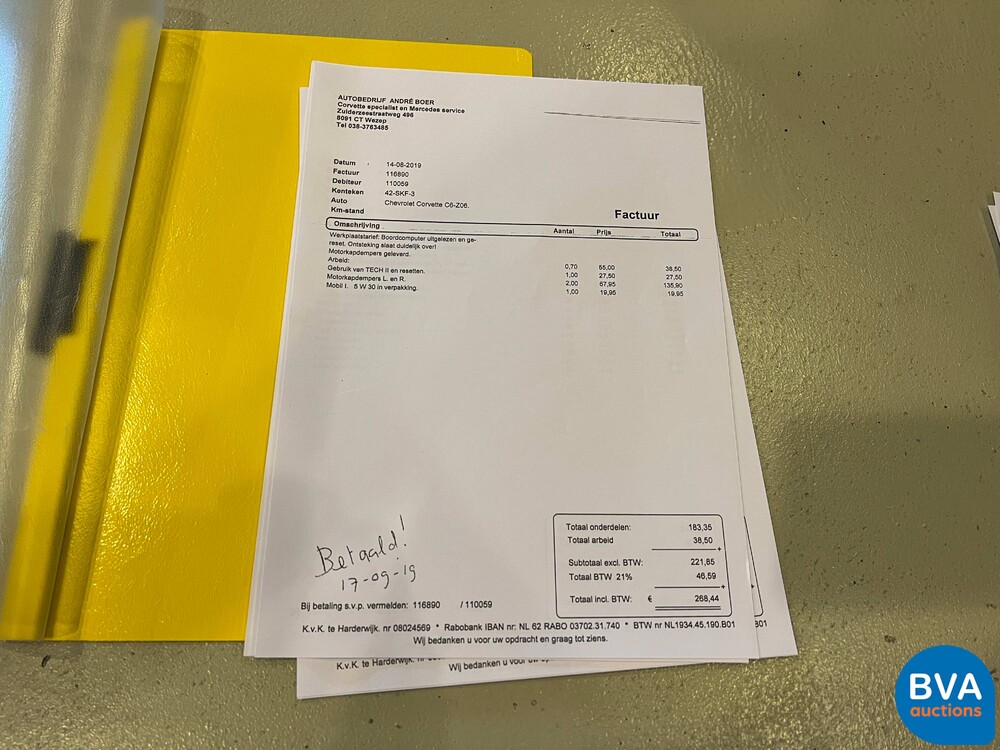 AUTOBEDRIJF ANDRÉ BOER
Corvette specialist en Mercedes service
Zuiderzeestraatweg 496
8091 CT Wezep
Tel 038-3763485
Datum 14-08-2019
Factuur 116890
Debiteur 110059
Kenteken 42-SKF-3
Auto Chevrolet Corvette C6-Z06.
Km-stand
Factuur
Omschrijving Aantal Prijs Totaal
Werkplaatstarief: Boordcomputer uitgelezen en ge-
reset. Ontsteking slaat duidelijk over!
Motorkapdempers geleverd.
Arbeid: 0,70 55,00 38,50
Gebruik van TECH II en resetten. 1,00 27,50 27,50
Motorkapdempers L. en R. 2,00 67,95 135,90
Mobil I. 5 W 30 in verpakking. 1,00 19,95 19,95
Betaald!
17-09-19
Totaal onderdelen: 183,35
Totaal arbeid 38,50
+
Subtotaal excl. BTW: 221,85
Totaal BTW 21% 46,59
+
Totaal incl. BTW: € 268,44
Bij betaling s.v.p. vermelden: 116890 / 110059
K.v.K. te Harderwijk. nr 08024569 * Rabobank IBAN nr: NL 62 RABO 03702.31.740 * BTW nr NL1934.45.190.B01
Wij bedanken u voor uw opdracht en graag tot ziens.
B01
K.v.K. te Harderwijk.
Wij bedanken u voor uw
BVA
auctions